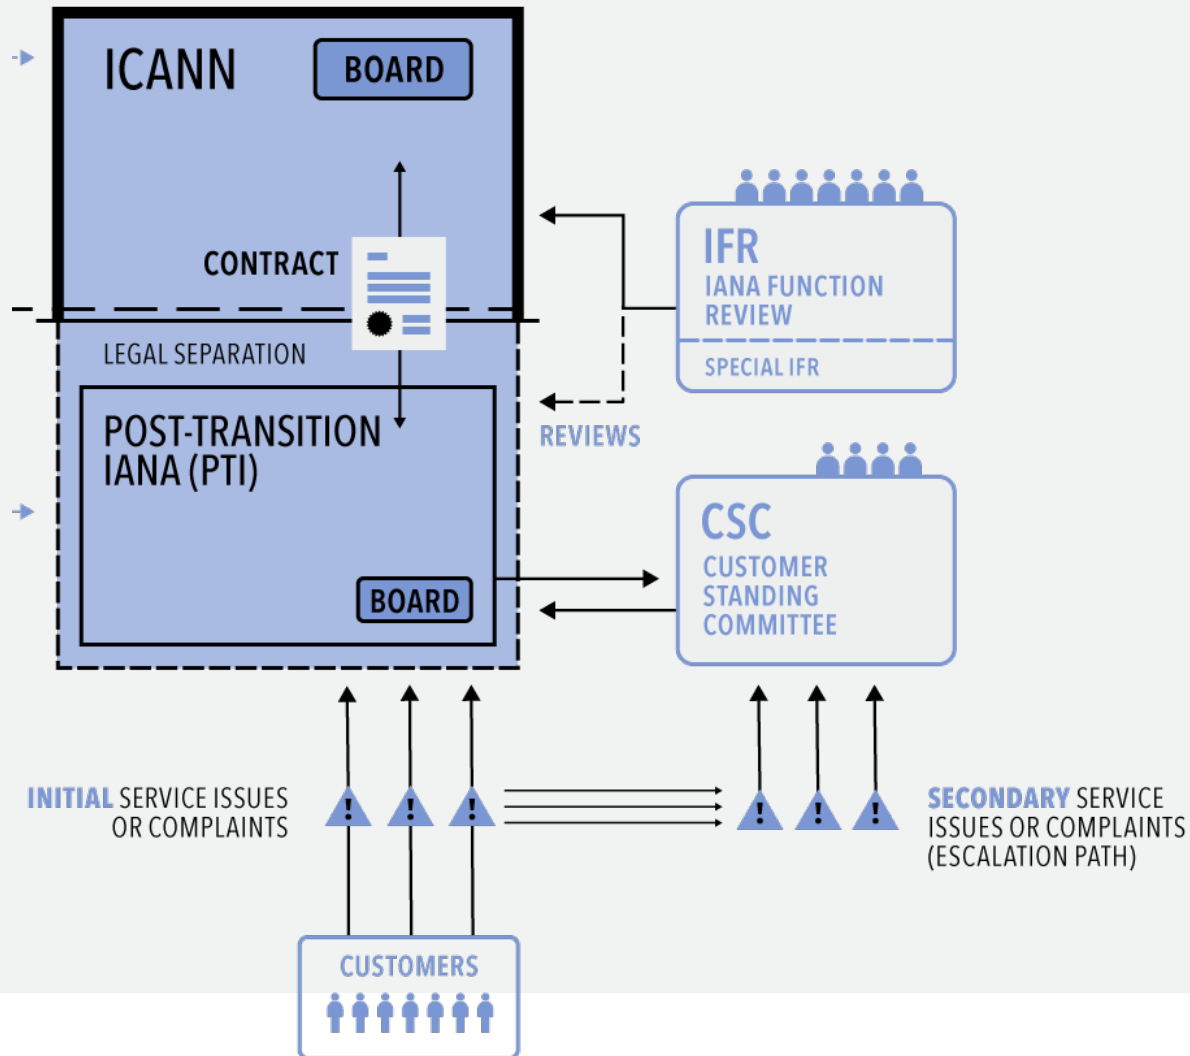 ICANN
BOARD
CONTRACT
LEGAL SEPARATION
POST-TRANSITION
IANA (PTI)
BOARD
IFR
IANA FUNCTION
REVIEW
SPECIAL IFR
REVIEWS
CSC
CUSTOMER
STANDING
COMMITTEE
INITIAL SERVICE ISSUES
OR COMPLAINTS
! ! !
! ! !
SECONDARY SERVICE
ISSUES OR COMPLAINTS
(ESCALATION PATH)
CUSTOMERS